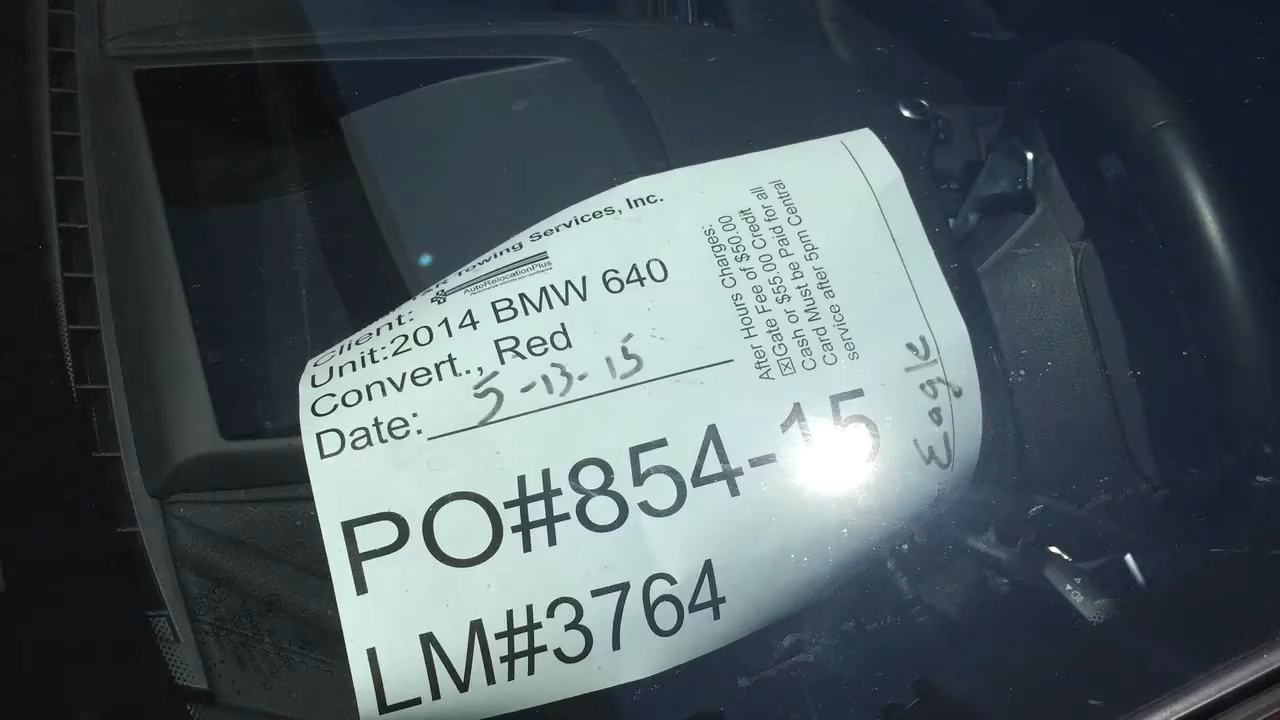 Towing Services, Inc.
AutoRelocationPlus
Client:
Unit:2014 BMW 640
Convert., Red
Date: 5-13-15
PO#854-15
LM#3764
After Hours Charges:
☒Gate Fee of $50.00
Cash or $55.00 Credit
Card Must be Paid for all
service after 5pm Central
Eagle